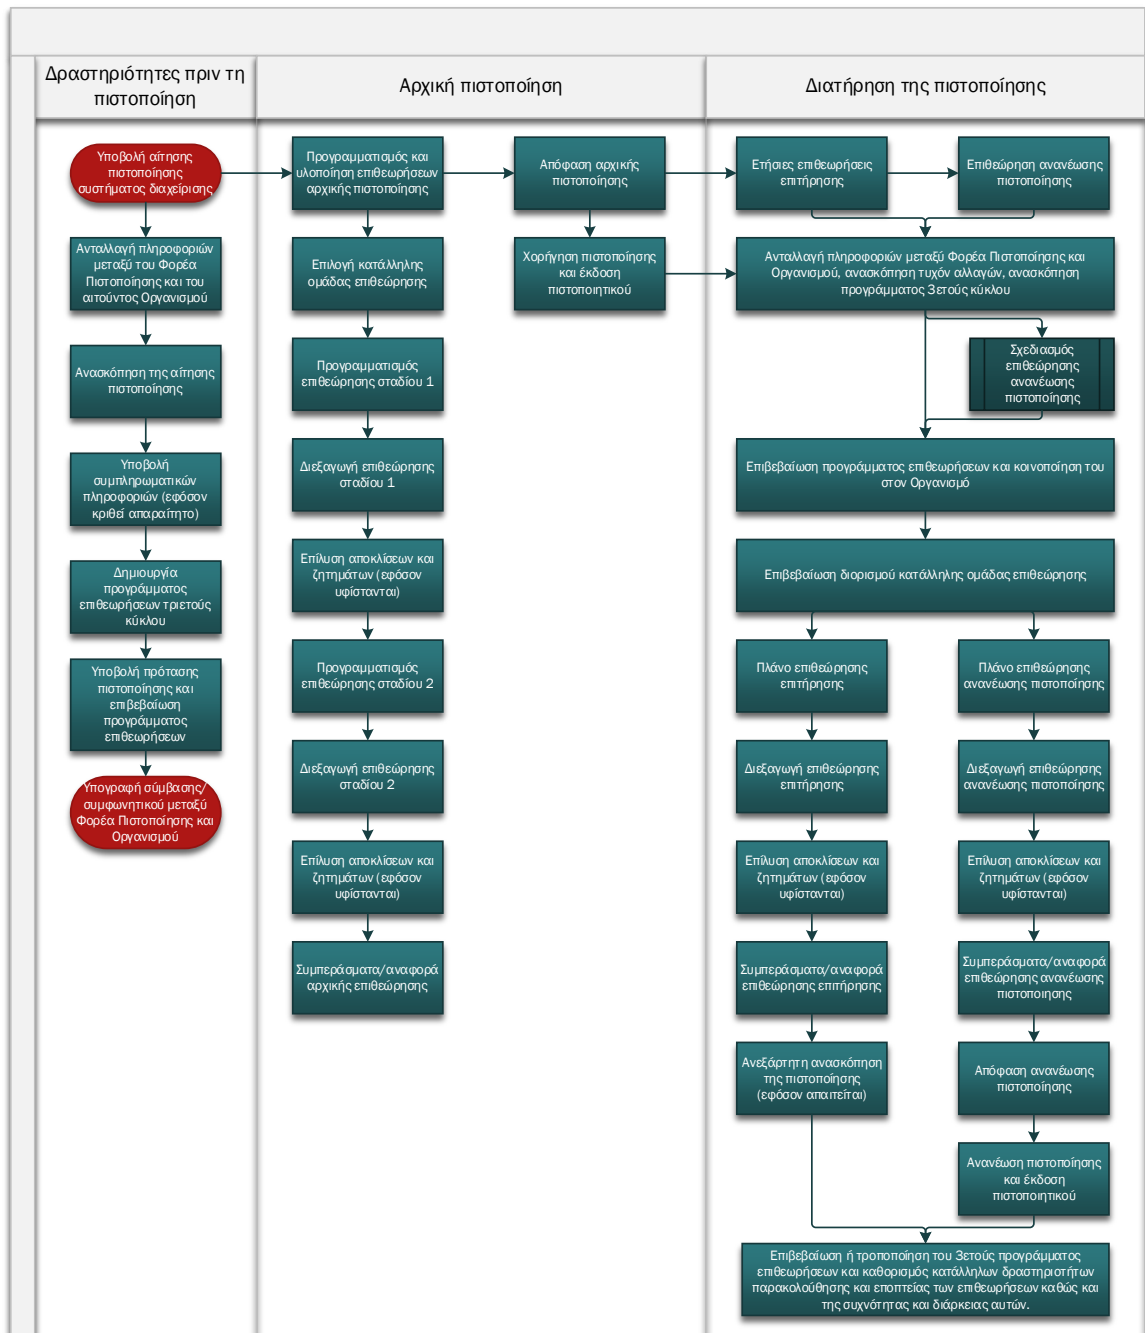 Δραστηριότητες πριν τη
πιστοποίηση
Υποβολή αίτησης
πιστοποίησης
συστήματος διαχείρισης
Ανταλλαγή πληροφοριών
μεταξύ του Φορέα
Πιστοποίησης και του
αιτούντος Οργανισμού
Ανασκόπηση της αίτησης
πιστοποίησης
Υποβολή
συμπληρωματικών
πληροφοριών (εφόσον
κριθεί απαραίτητο)
Δημιουργία
προγράμματος
επιθεωρήσεων τριετούς
κύκλου
Υποβολή πρότασης
πιστοποίησης και
επιβεβαίωση
προγράμματος
επιθεωρήσεων
Υπογραφή σύμβασης/
συμφωνητικού μεταξύ
Φορέα Πιστοποίησης και
Οργανισμού
Αρχική πιστοποίηση
Προγραμματισμός και
υλοποίηση επιθεωρήσεων
αρχικής πιστοποίησης
Επιλογή κατάλληλης
ομάδας επιθεώρησης
Προγραμματισμός
επιθεώρησης σταδίου 1
Διεξαγωγή επιθεώρησης
σταδίου 1
Επίλυση αποκλίσεων και
ζητημάτων (εφόσον
υφίστανται)
Προγραμματισμός
επιθεώρησης σταδίου 2
Διεξαγωγή επιθεώρησης
σταδίου 2
Επίλυση αποκλίσεων και
ζητημάτων (εφόσον
υφίστανται)
Συμπεράσματα/αναφορά
αρχικής επιθεώρησης
Απόφαση αρχικής
πιστοποίησης
Χορήγηση πιστοποίησης
και έκδοση
πιστοποιητικού
Διατήρηση της πιστοποίησης
Ετήσιες επιθεωρήσεις
επιτήρησης
Επιθεώρηση ανανέωσης
πιστοποίησης
Ανταλλαγή πληροφοριών μεταξύ Φορέα Πιστοποίησης και
Οργανισμού, ανασκόπηση τυχόν αλλαγών, ανασκόπηση
προγράμματος 3ετούς κύκλου
Σχεδιασμός
επιθεώρησης
ανανέωσης
πιστοποίησης
Επιβεβαίωση προγράμματος επιθεωρήσεων και κοινοποίηση του
στον Οργανισμό
Επιβεβαίωση διορισμού κατάλληλης ομάδας επιθεώρησης
Πλάνο επιθεώρησης
επιτήρησης
Διεξαγωγή επιθεώρησης
επιτήρησης
Επίλυση αποκλίσεων και
ζητημάτων (εφόσον
υφίστανται)
Συμπεράσματα/αναφορά
επιθεώρησης επιτήρησης
Ανεξάρτητη ανασκόπηση
της πιστοποίησης
(εφόσον απαιτείται)
Πλάνο επιθεώρησης
ανανέωσης πιστοποίησης
Διεξαγωγή επιθεώρησης
ανανέωσης πιστοποίησης
Επίλυση αποκλίσεων και
ζητημάτων (εφόσον
υφίστανται)
Συμπεράσματα/αναφορά
επιθεώρησης ανανέωσης
πιστοποιησης
Απόφαση ανανέωσης
πιστοποίησης
Ανανέωση πιστοποίησης
και έκδοση
πιστοποιητικού
Επιβεβαίωση ή τροποποίηση του 3ετούς προγράμματος
επιθεωρήσεων και καθορισμός κατάλληλων δραστηριοτήτων
παρακολούθησης και εποπτείας των επιθεωρήσεων καθώς και
της συχνότητας και διάρκειας αυτών.